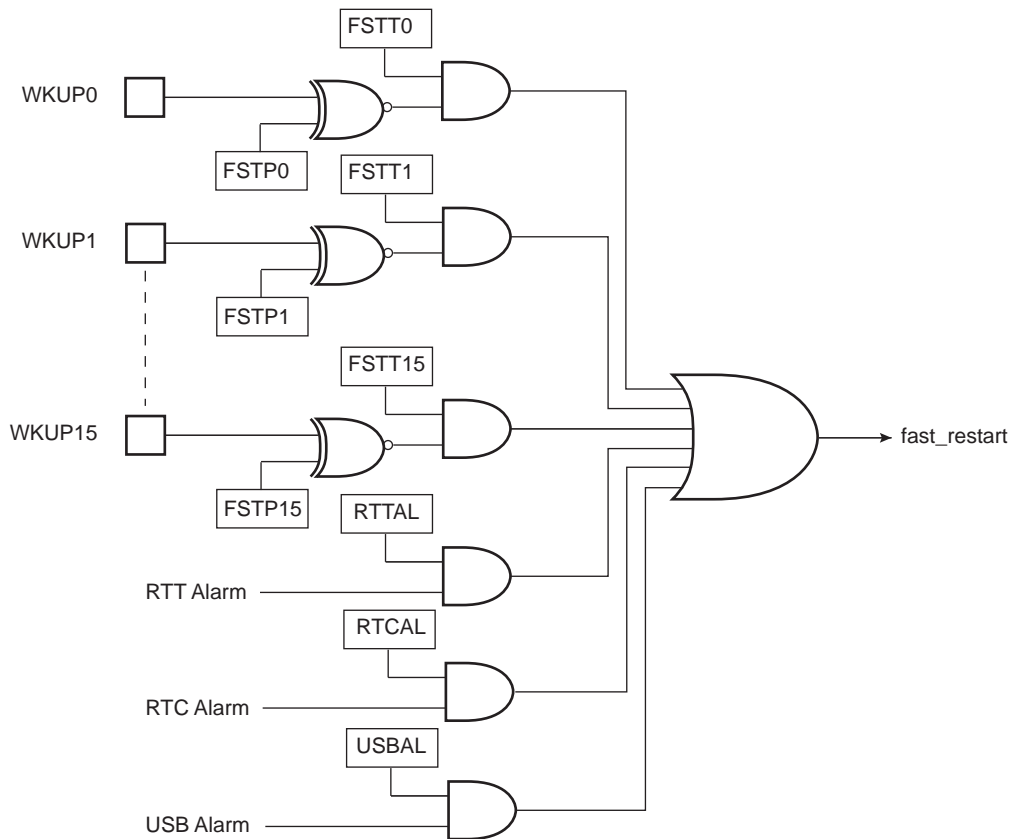 FSTT0
WKUP0
FSTP0
FSTT1
WKUP1
FSTP1
FSTT15
WKUP15
fast_restart
FSTP15
RTTAL
RTT Alarm
RTCAL
RTC Alarm
USBAL
USB Alarm